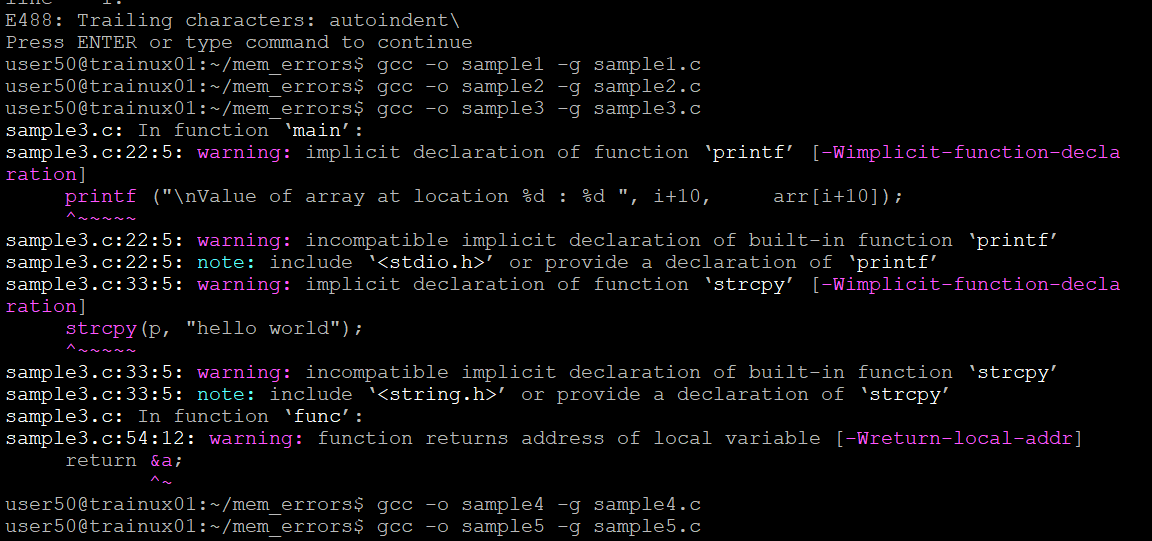 E488: Trailing characters: autoindent\
Press ENTER or type command to continue
user50@trainux01:~/mem_errors$ gcc -o sample1 -g sample1.c
user50@trainux01:~/mem_errors$ gcc -o sample2 -g sample2.c
user50@trainux01:~/mem_errors$ gcc -o sample3 -g sample3.c
sample3.c: In function ‘main’:
sample3.c:22:5: warning: implicit declaration of function ‘printf’ [-Wimplicit-function-decla
ration]
     printf ("\nValue of array at location %d : %d ", i+10,     arr[i+10]);
     ^~~~~~
sample3.c:22:5: warning: incompatible implicit declaration of built-in function ‘printf’
sample3.c:22:5: note: include ‘<stdio.h>’ or provide a declaration of ‘printf’
sample3.c:33:5: warning: implicit declaration of function ‘strcpy’ [-Wimplicit-function-decla
ration]
     strcpy(p, "hello world");
     ^~~~~~
sample3.c:33:5: warning: incompatible implicit declaration of built-in function ‘strcpy’
sample3.c:33:5: note: include ‘<string.h>’ or provide a declaration of ‘strcpy’
sample3.c: In function ‘func’:
sample3.c:54:12: warning: function returns address of local variable [-Wreturn-local-addr]
     return &a;
            ^~
user50@trainux01:~/mem_errors$ gcc -o sample4 -g sample4.c
user50@trainux01:~/mem_errors$ gcc -o sample5 -g sample5.c